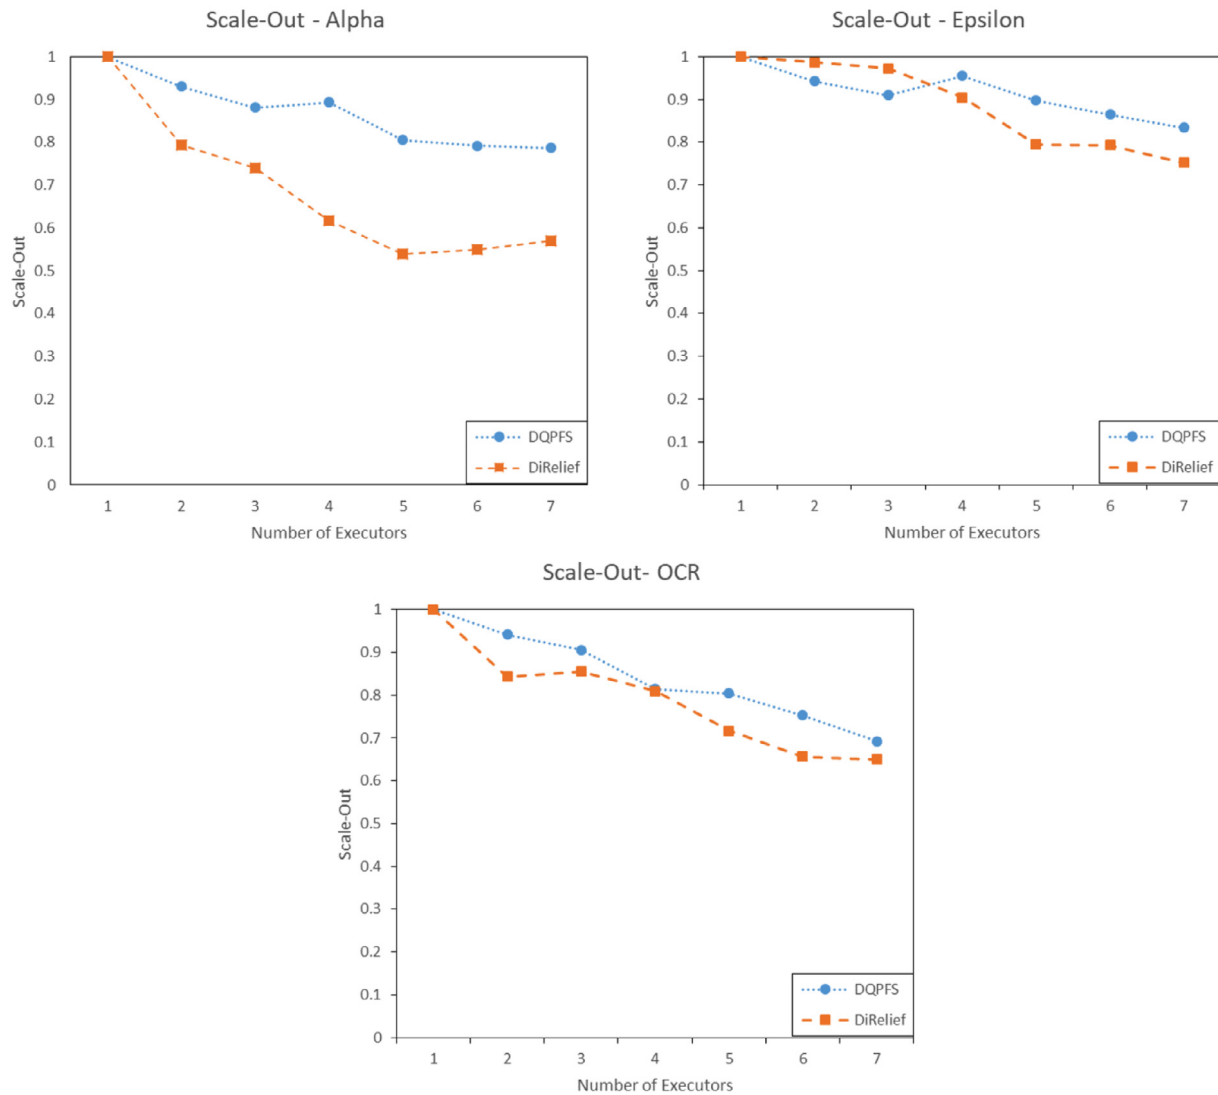 Scale-Out - Alpha
1
0.9
0.8
0.7
0.6
0.5
0.4
0.3
0.2
0.1
0
Scale-Out
DQPFS
DiRelief
1 2 3 4 5 6 7
Number of Executors
Scale-Out - Epsilon
1
0.9
0.8
0.7
0.6
0.5
0.4
0.3
0.2
0.1
0
Scale-Out
DQPFS
DiRelief
1 2 3 4 5 6 7
Number of Executors
Scale-Out- OCR
1
0.9
0.8
0.7
0.6
0.5
0.4
0.3
0.2
0.1
0
Scale-Out
DQPFS
DiRelief
1 2 3 4 5 6 7
Number of Executors